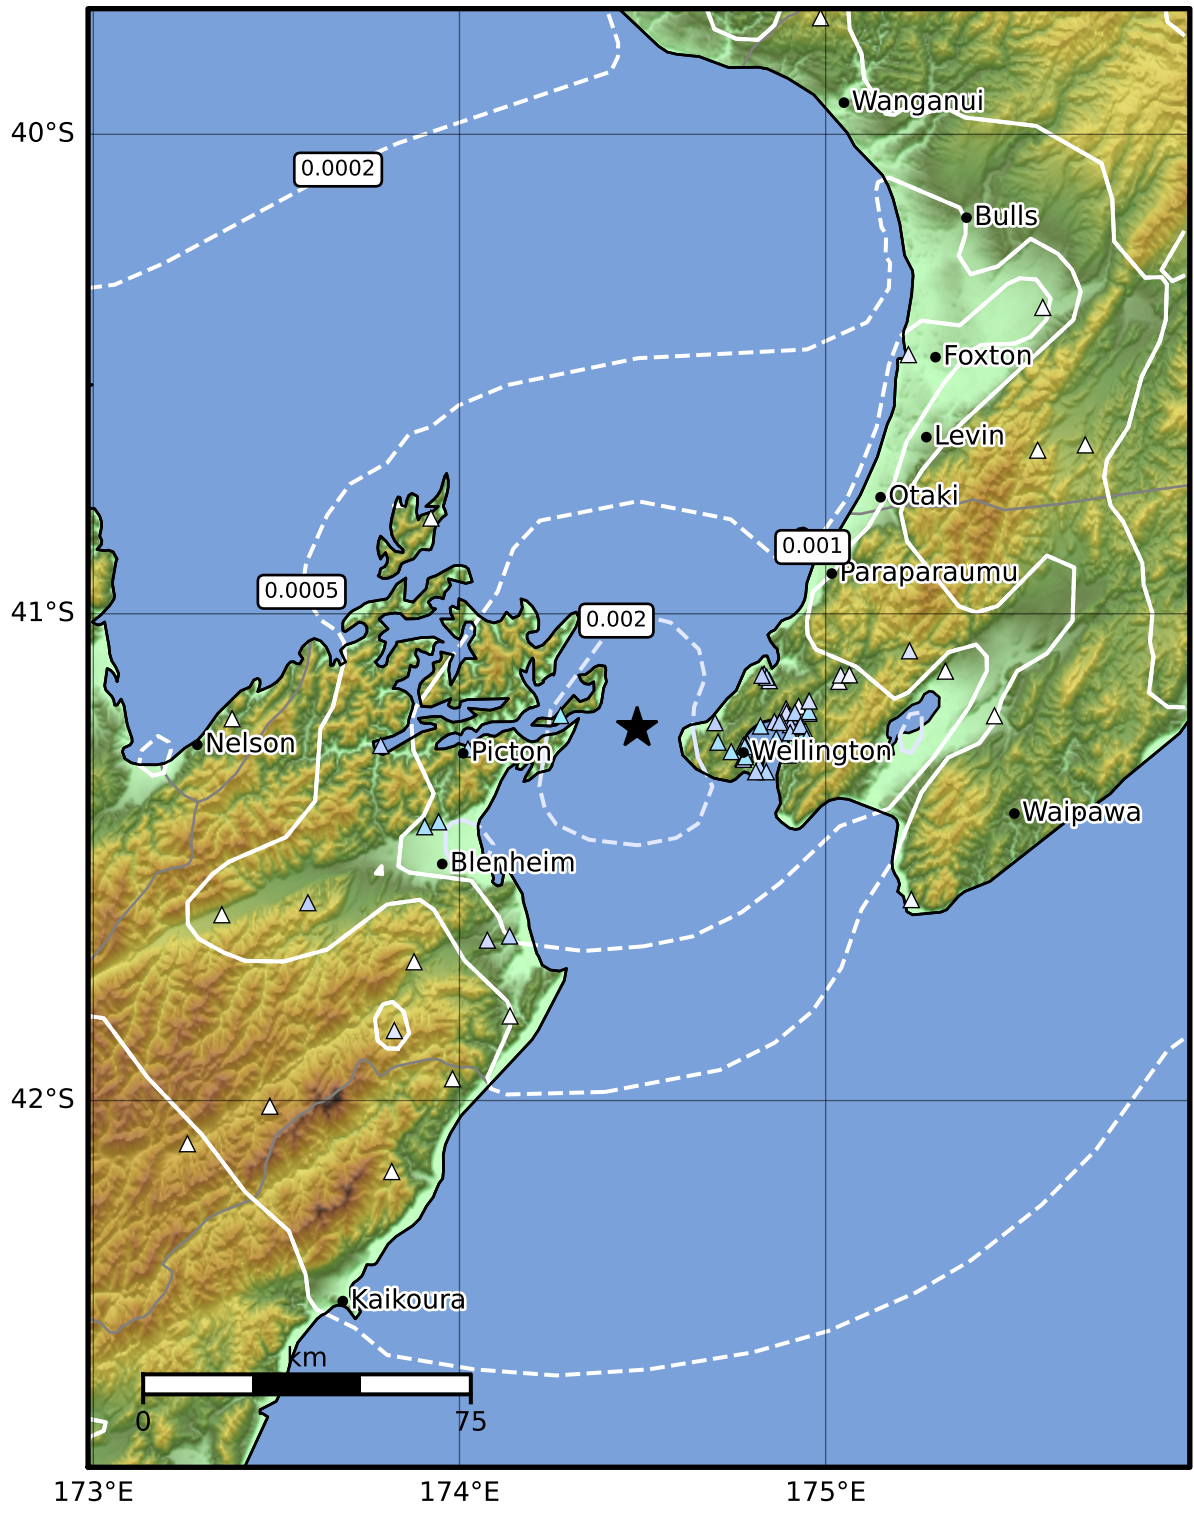 Wanganui
40°S
0.0002
Bulls
Foxton
Levin
Otaki
0.001
Paraparaumu
0.0005
41°S
0.002
Nelson
Picton
Wellington
Waipawa
Blenheim
42°S
Kaikoura
km
0 75
173°E 174°E 175°E